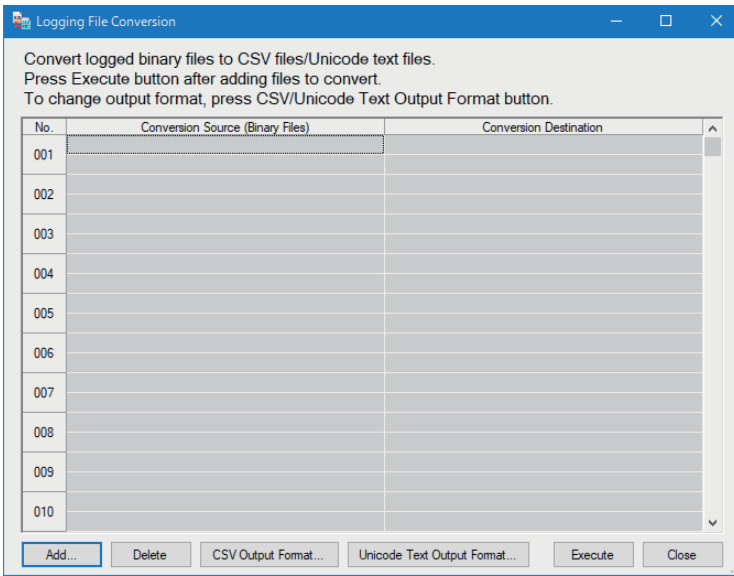 Logging File Conversion
Convert logged binary files to CSV files/Unicode text files.
Press Execute button after adding files to convert.
To change output format, press CSV/Unicode Text Output Format button.
No. Conversion Source (Binary Files) Conversion Destination
001
002
003
004
005
006
007
008
009
010
Add... Delete CSV Output Format... Unicode Text Output Format... Execute Close